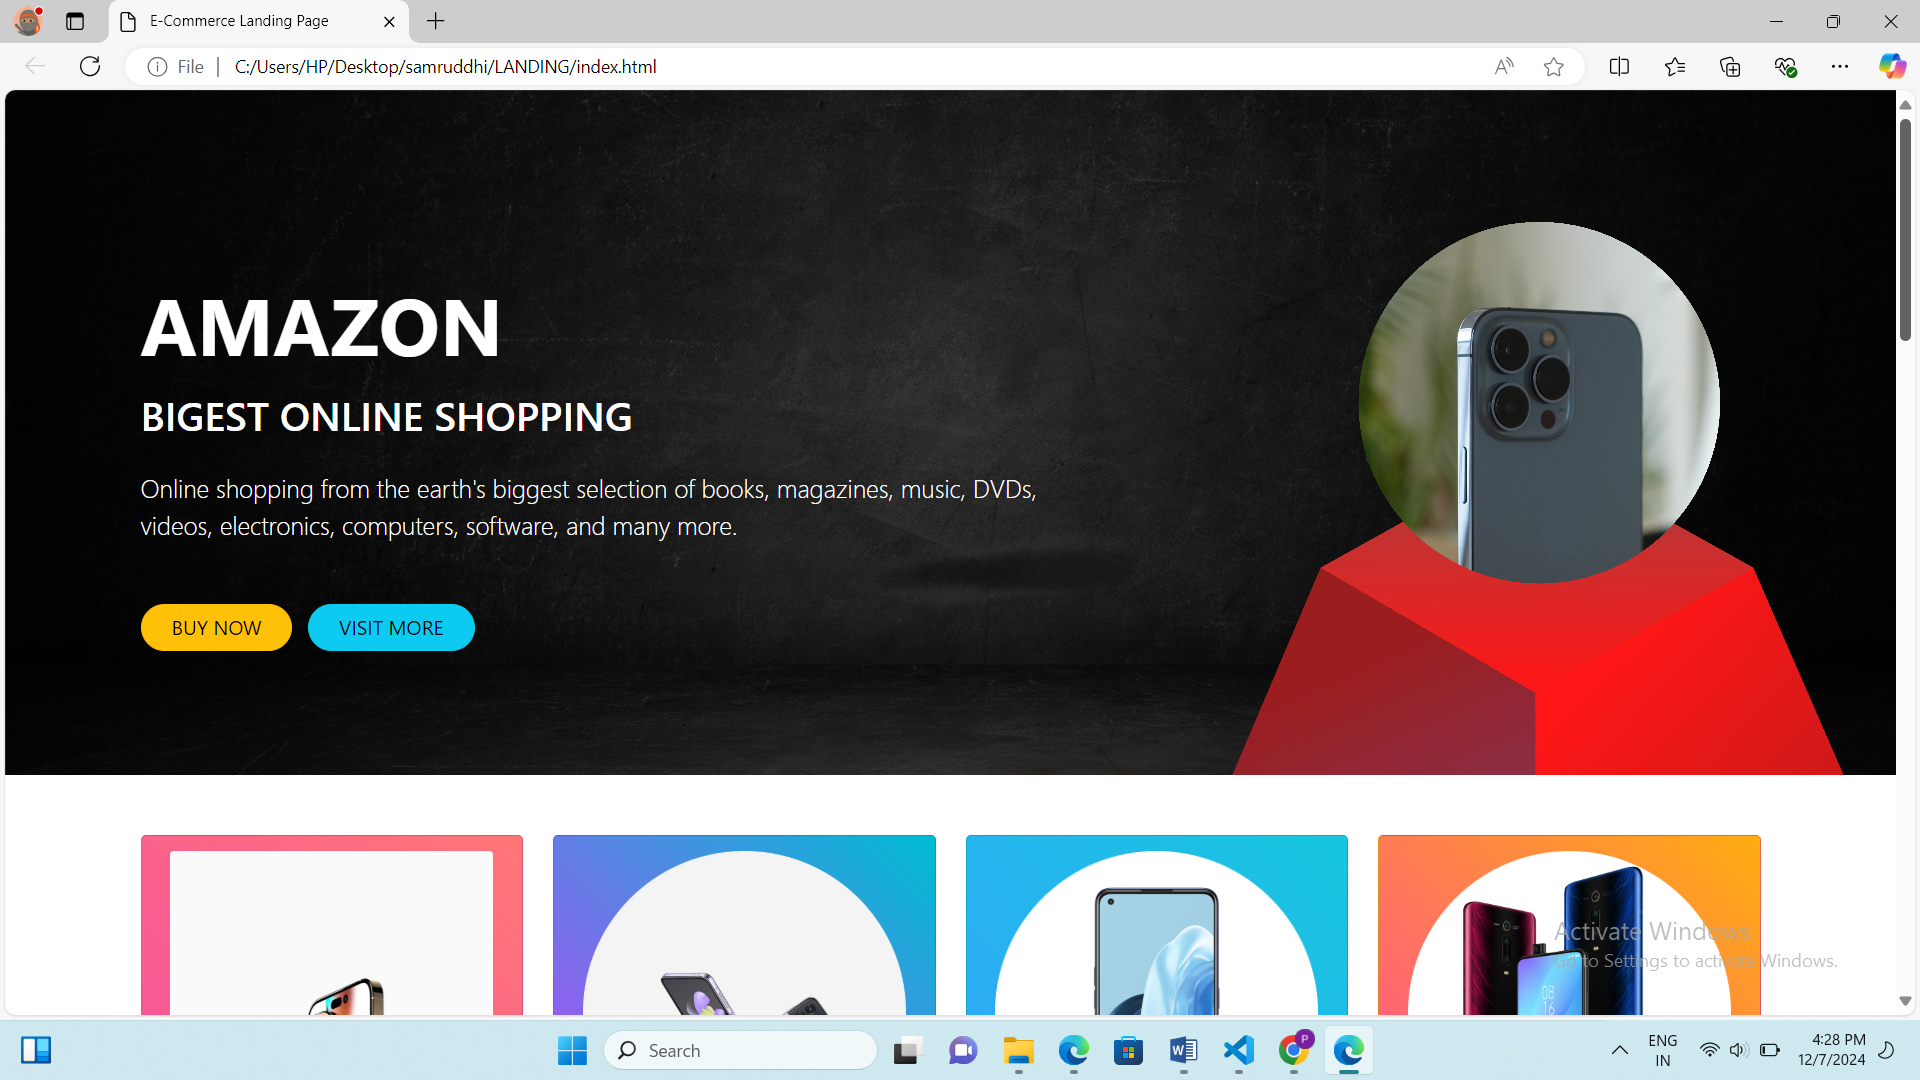 E-Commerce Landing Page
File
C:/Users/HP/Desktop/samruddhi/LANDING/index.html
AMAZON
BIGEST ONLINE SHOPPING
Online shopping from the earth's biggest selection of books, magazines, music, DVDs,
videos, electronics, computers, software, and many more.
BUY NOW VISIT MORE
08
16
Activate Windows
Go to Settings to activate Windows.
Search
P
ENG
IN
4:28 PM
12/7/2024